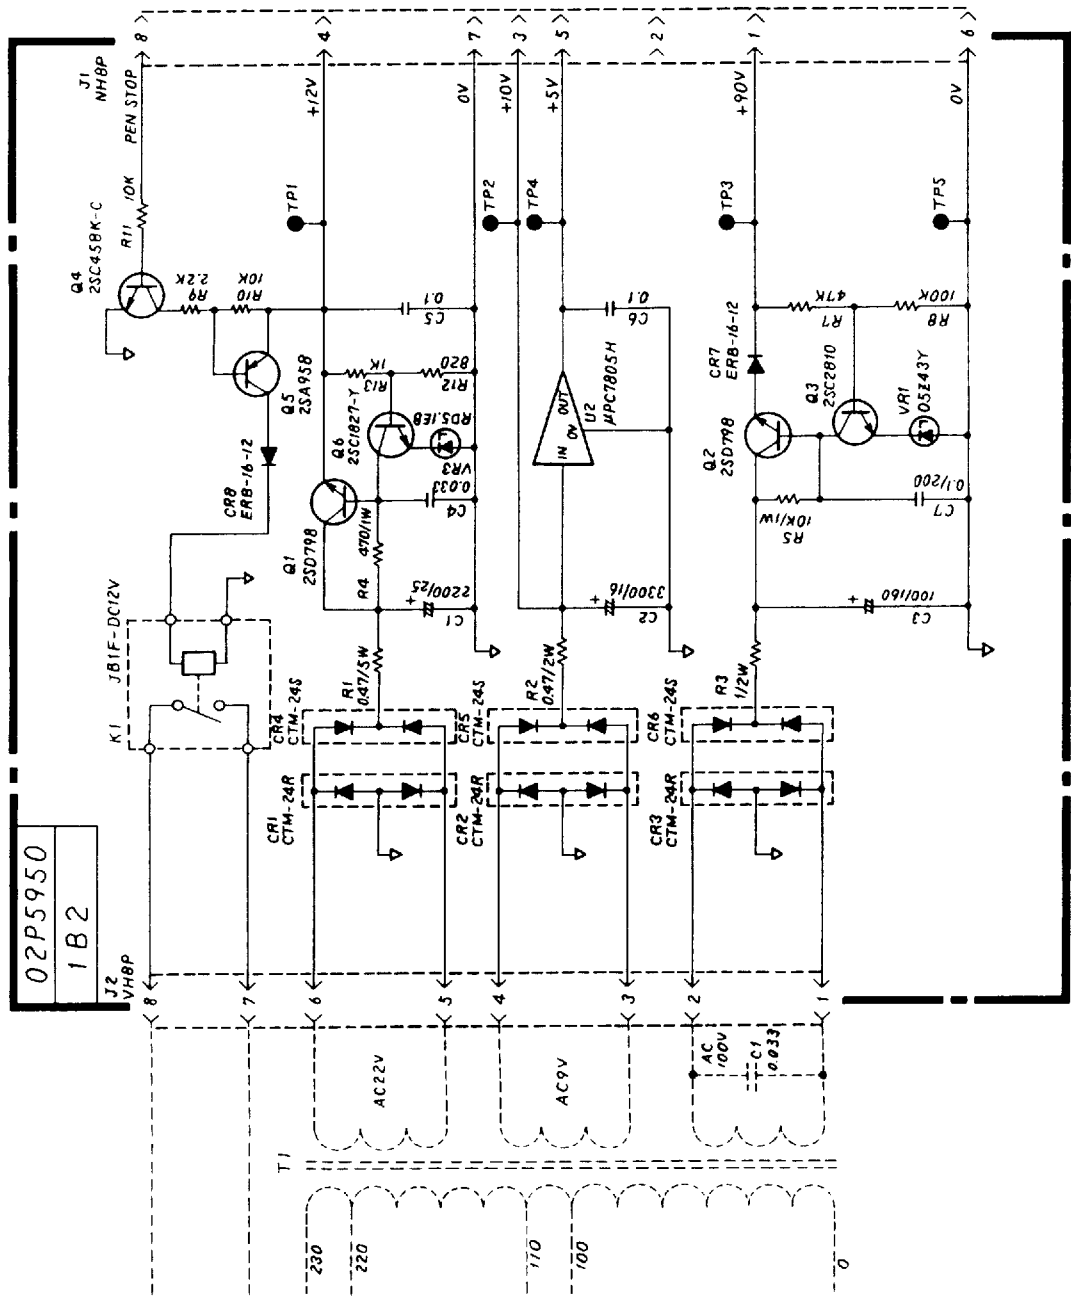 02P5950
1B2
J1
NH8P
8
4
7
3
5
2
1
6
PEN STOP
+12V
0V
+10V
+5V
+90V
0V
R11
10K
Q4
2SC458K-C
R9
2.2K
R10
10K
Q5
2SA958
CR8
ERB-16-12
K1
JB1F-DC12V
TP1
C5
0.1
R13
1K
R12
820
Q6
2SC1827-Y
VR3
RD5.1EB
Q1
2SD798
C4
0.033
R4
470/1W
C1
2200/25
+
R1
0.47/5W
CR4
CTM-24S
CR1
CTM-24R
TP2
TP4
C6
0.1
U2
μPC7805H
IN
OUT
0V
C2
3300/16
+
R2
0.47/2W
CR5
CTM-24S
CR2
CTM-24R
TP3
TP5
R7
47K
R8
100K
CR7
ERB-16-12
Q3
2SC2810
VR1
05Z43Y
Q2
2SD798
R5
10K/1W
C7
0.1/200
C3
100/160
+
R3
1/2W
CR6
CTM-24S
CR3
CTM-24R
J2
VH8P
8
7
6
5
4
3
2
1
AC22V
AC9V
AC
100V
C1
0.033
T1
230
220
110
100
0